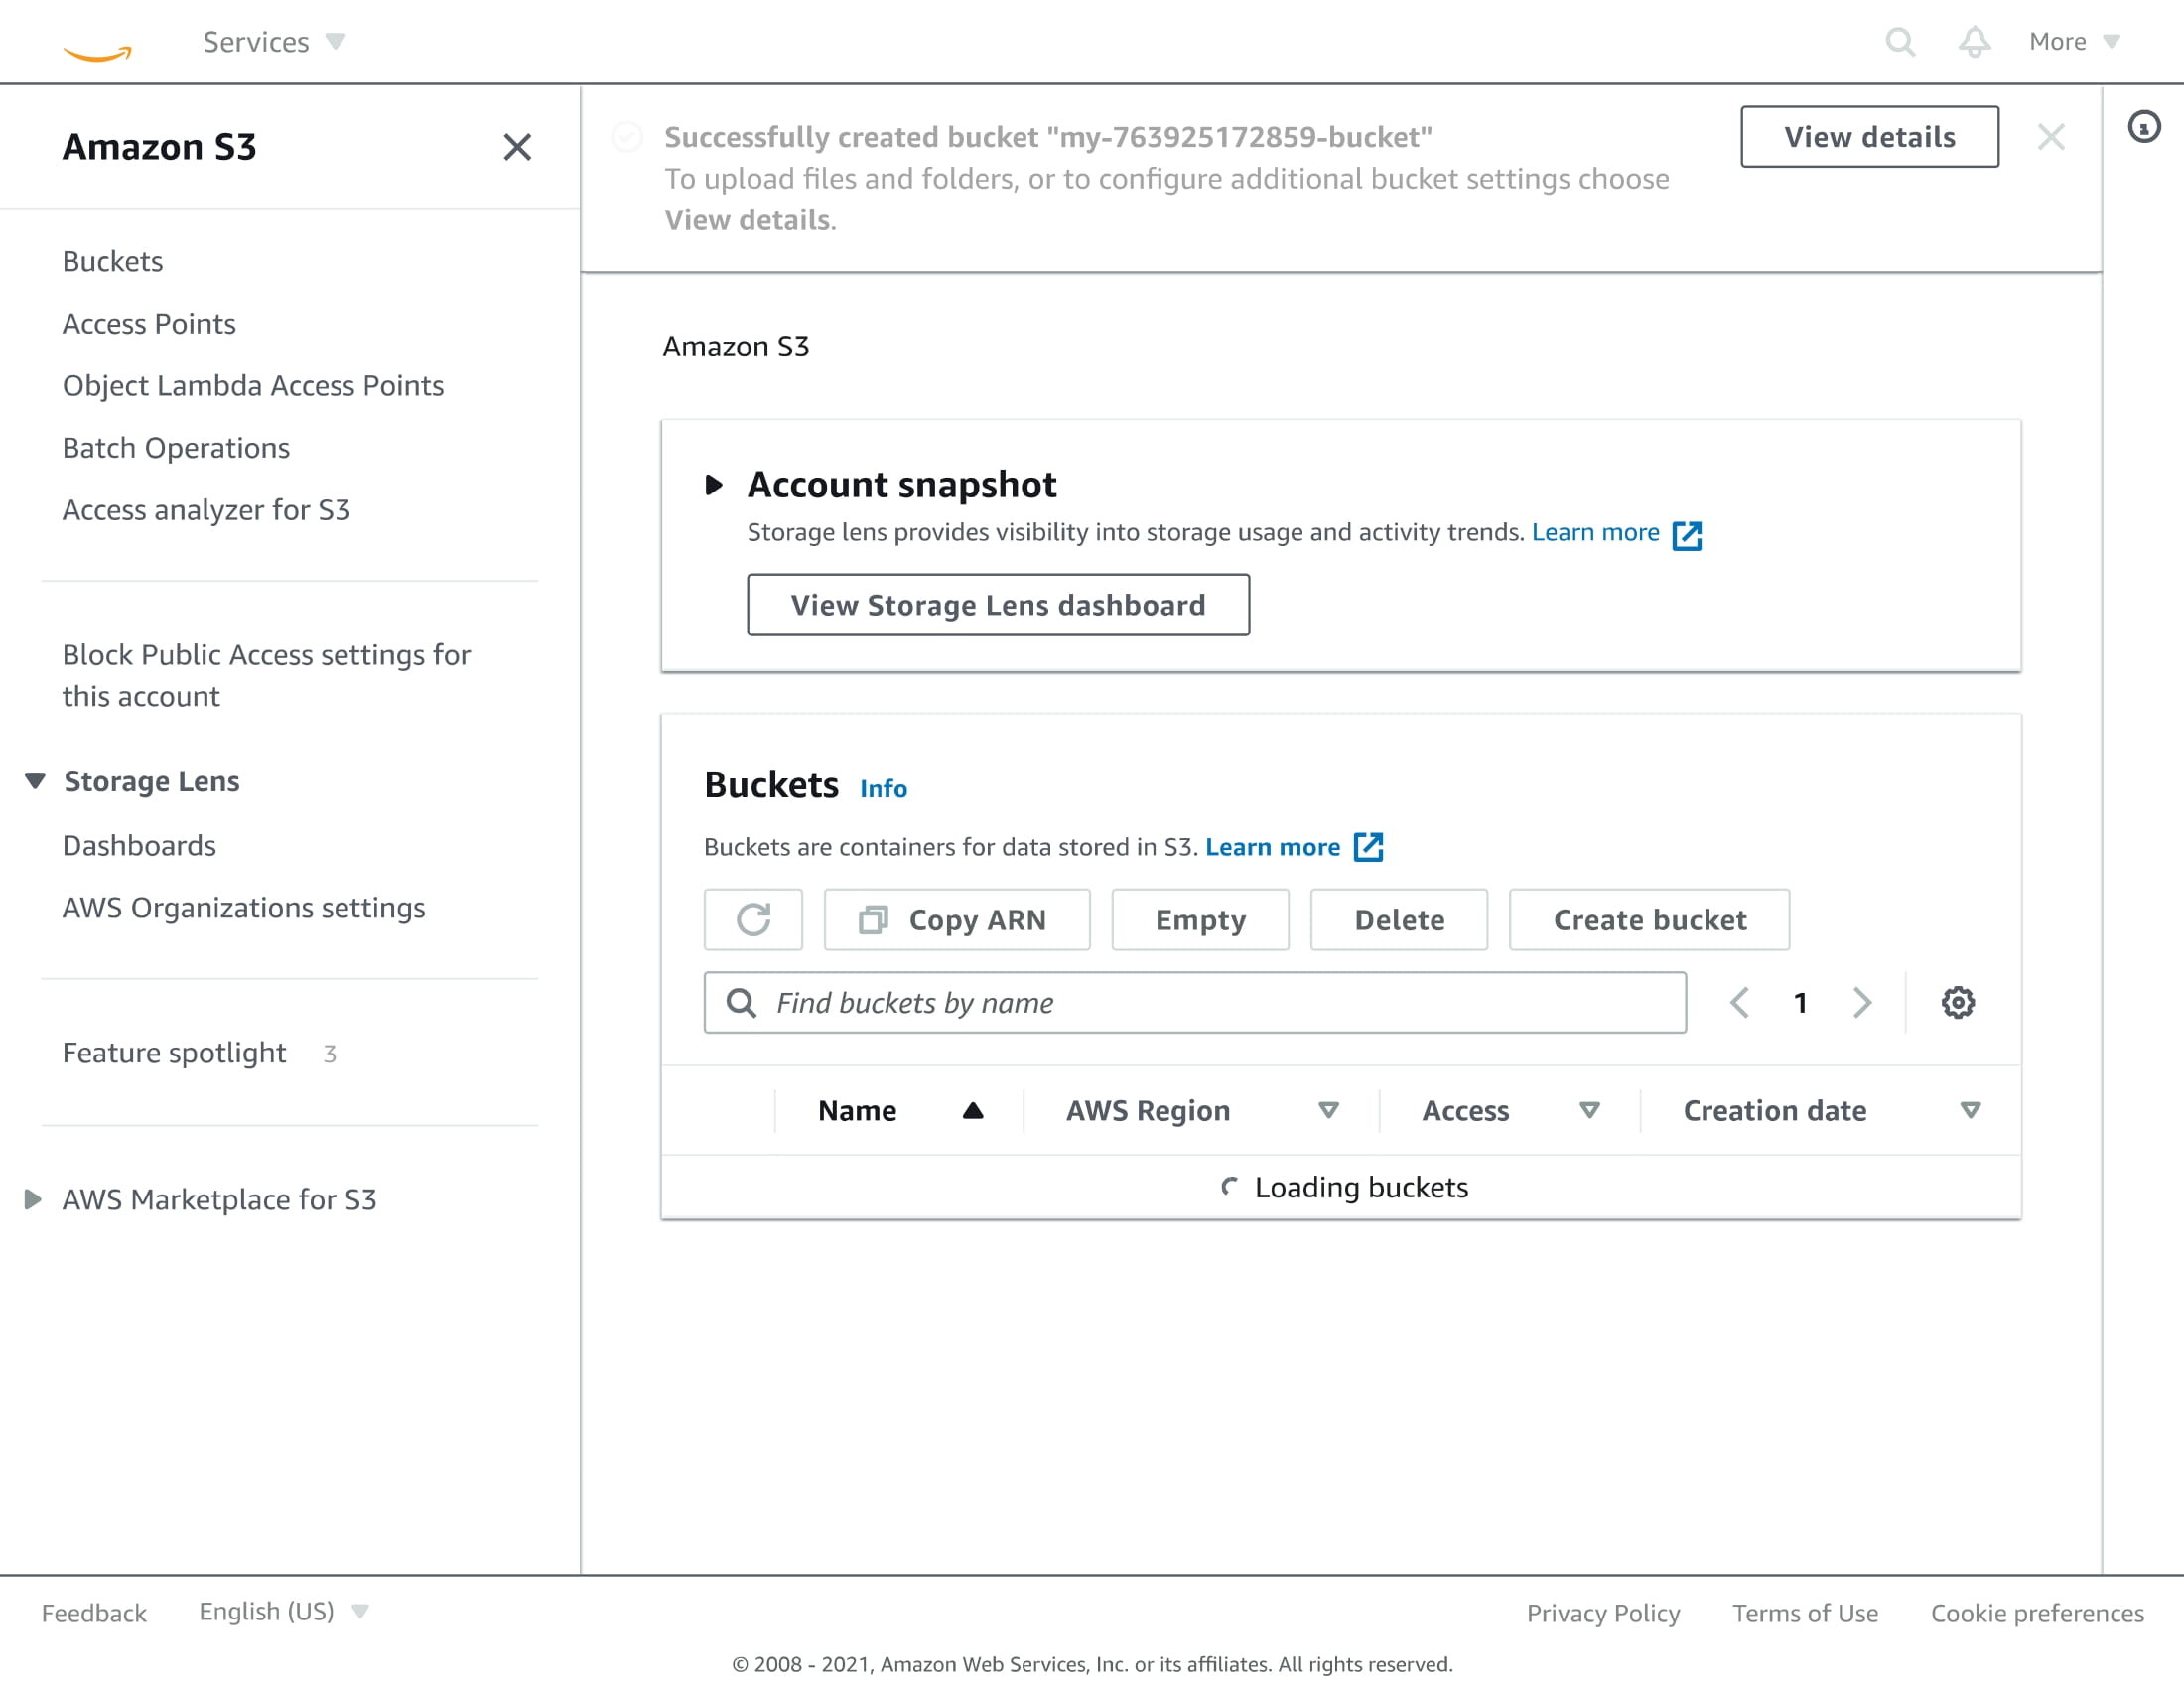 Services
More
Amazon S3
Buckets
Access Points
Object Lambda Access Points
Batch Operations
Access analyzer for S3
Block Public Access settings for
this account
Storage Lens
Dashboards
AWS Organizations settings
Feature spotlight 3
AWS Marketplace for S3
Successfully created bucket "my-763925172859-bucket"
To upload files and folders, or to configure additional bucket settings choose
View details.
View details
Amazon S3
Account snapshot
Storage lens provides visibility into storage usage and activity trends. Learn more
View Storage Lens dashboard
Buckets Info
Buckets are containers for data stored in S3. Learn more
Copy ARN Empty Delete Create bucket
Find buckets by name
1
Name AWS Region Access Creation date
Loading buckets
Feedback English (US)
Privacy Policy Terms of Use Cookie preferences
© 2008 - 2021, Amazon Web Services, Inc. or its affiliates. All rights reserved.